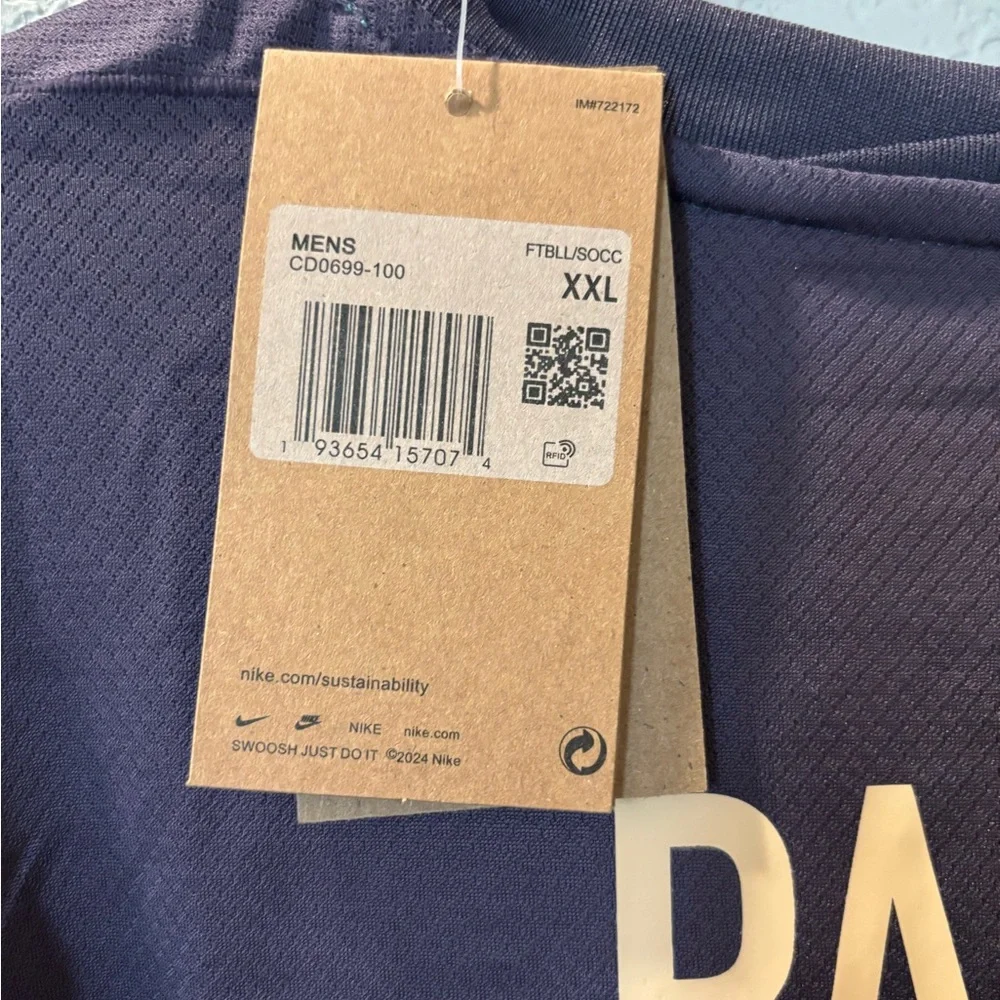 IM#722172
MENS FTBLL/SOCC
CD0699-100 XXL
1 93654 15707 4
RFID
nike.com/sustainability
NIKE nike.com
SWOOSH JUST DO IT ©2024 Nike